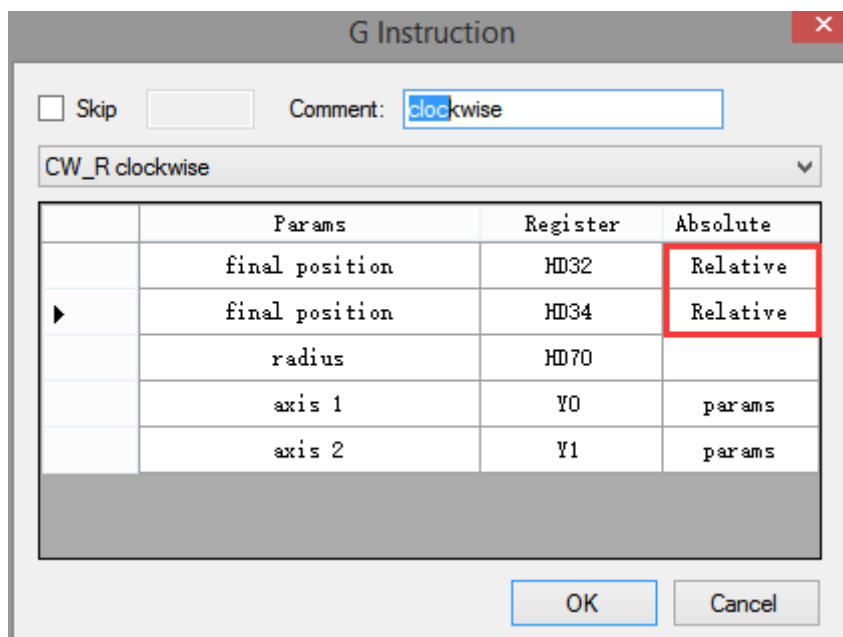 G Instruction
Skip Comment: clockwise
CW_R clockwise
Params Register Absolute
final position HD32 Relative
final position HD34 Relative
radius HD70
axis 1 Y0 params
axis 2 Y1 params
OK Cancel